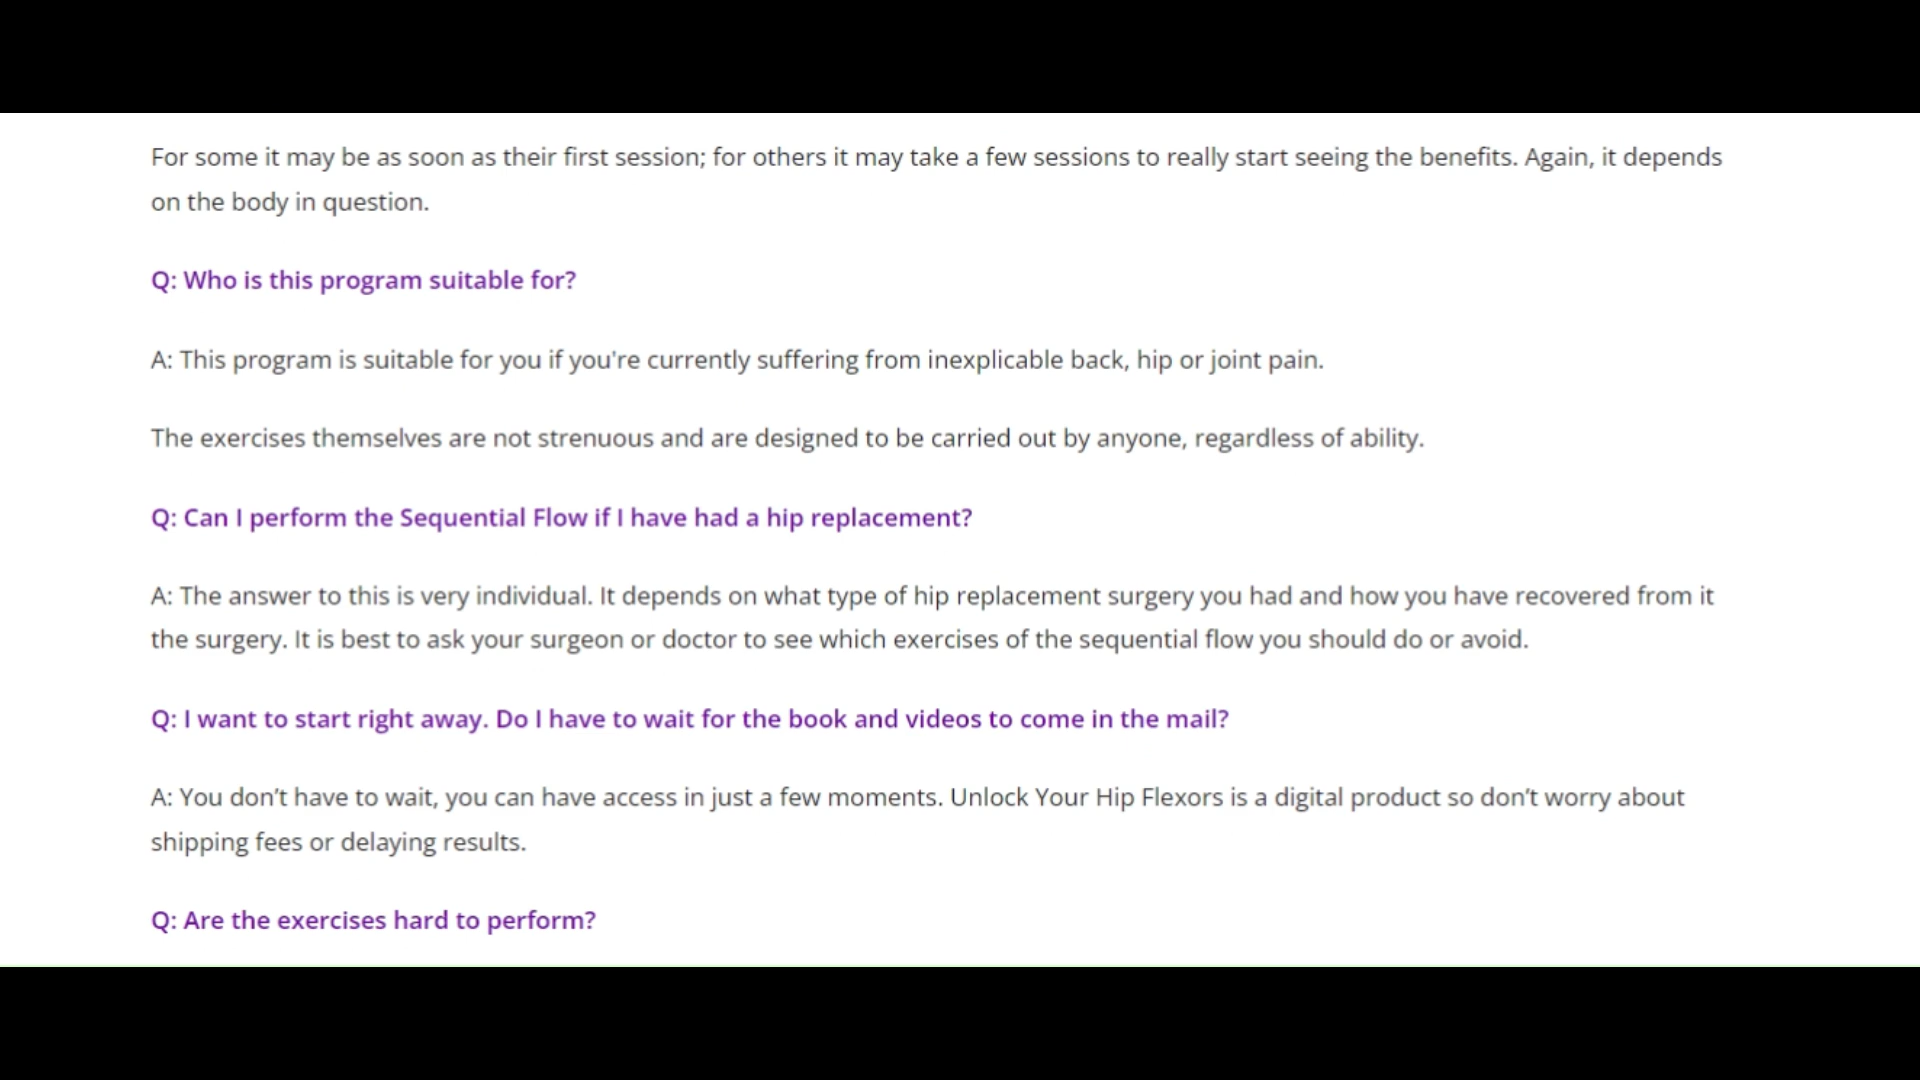 For some it may be as soon as their first session; for others it may take a few sessions to really start seeing the benefits. Again, it depends
on the body in question.
Q: Who is this program suitable for?
A: This program is suitable for you if you're currently suffering from inexplicable back, hip or joint pain.
The exercises themselves are not strenuous and are designed to be carried out by anyone, regardless of ability.
Q: Can I perform the Sequential Flow if I have had a hip replacement?
A: The answer to this is very individual. It depends on what type of hip replacement surgery you had and how you have recovered from it
the surgery. It is best to ask your surgeon or doctor to see which exercises of the sequential flow you should do or avoid.
Q: I want to start right away. Do I have to wait for the book and videos to come in the mail?
A: You don’t have to wait, you can have access in just a few moments. Unlock Your Hip Flexors is a digital product so don’t worry about
shipping fees or delaying results.
Q: Are the exercises hard to perform?